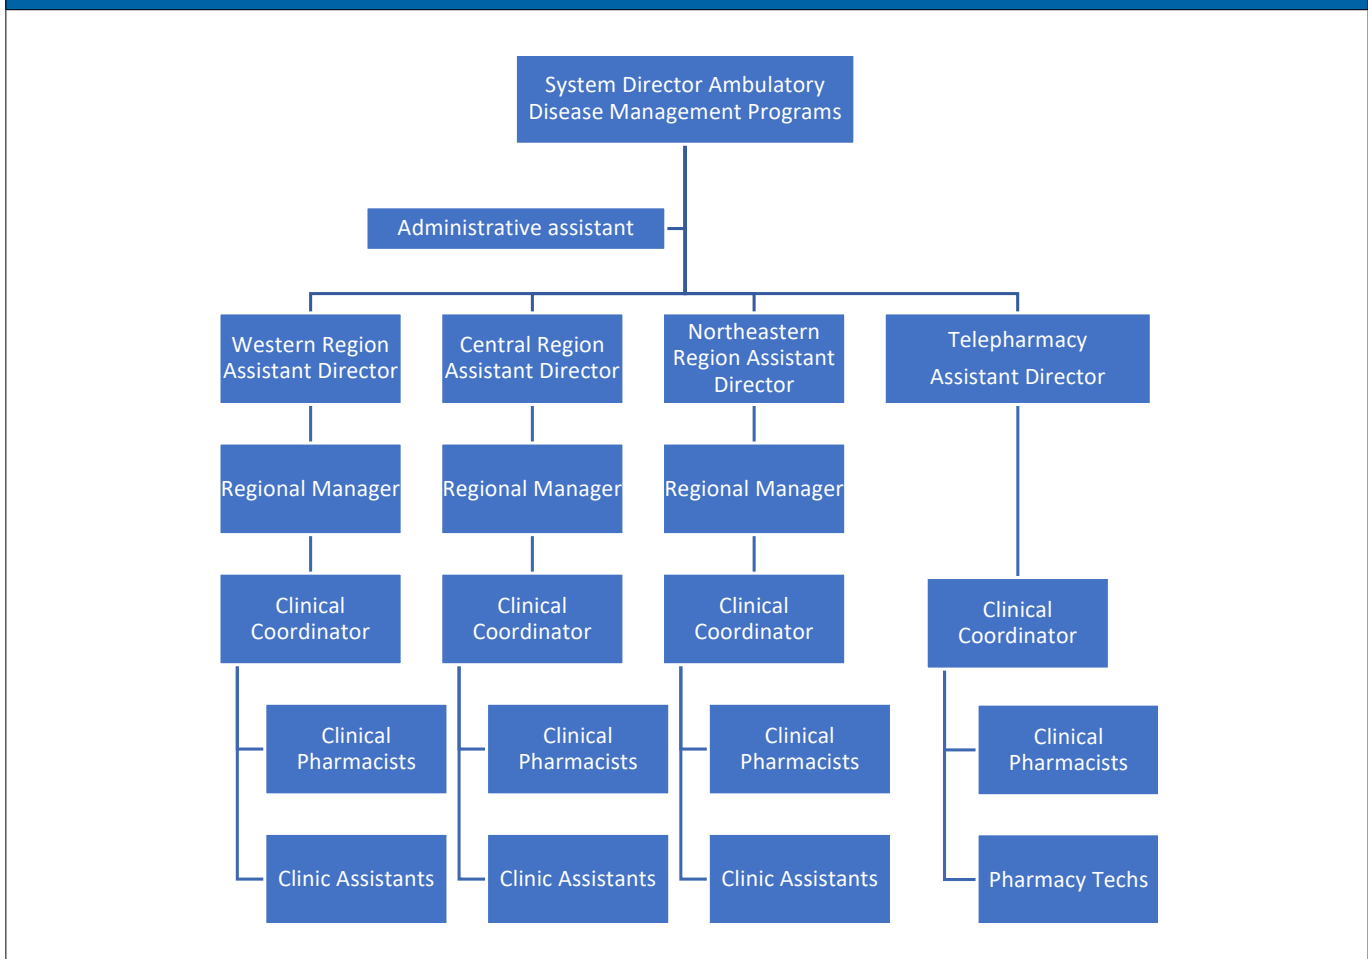 System Director Ambulatory
Disease Management Programs
Administrative assistant
Western Region
Assistant Director
Central Region
Assistant Director
Northeastern
Region Assistant
Director
Telepharmacy
Assistant Director
Regional Manager
Regional Manager
Regional Manager
Clinical
Coordinator
Clinical
Coordinator
Clinical
Coordinator
Clinical
Coordinator
Clinical
Pharmacists
Clinical
Pharmacists
Clinical
Pharmacists
Clinical
Pharmacists
Clinic Assistants
Clinic Assistants
Clinic Assistants
Pharmacy Techs